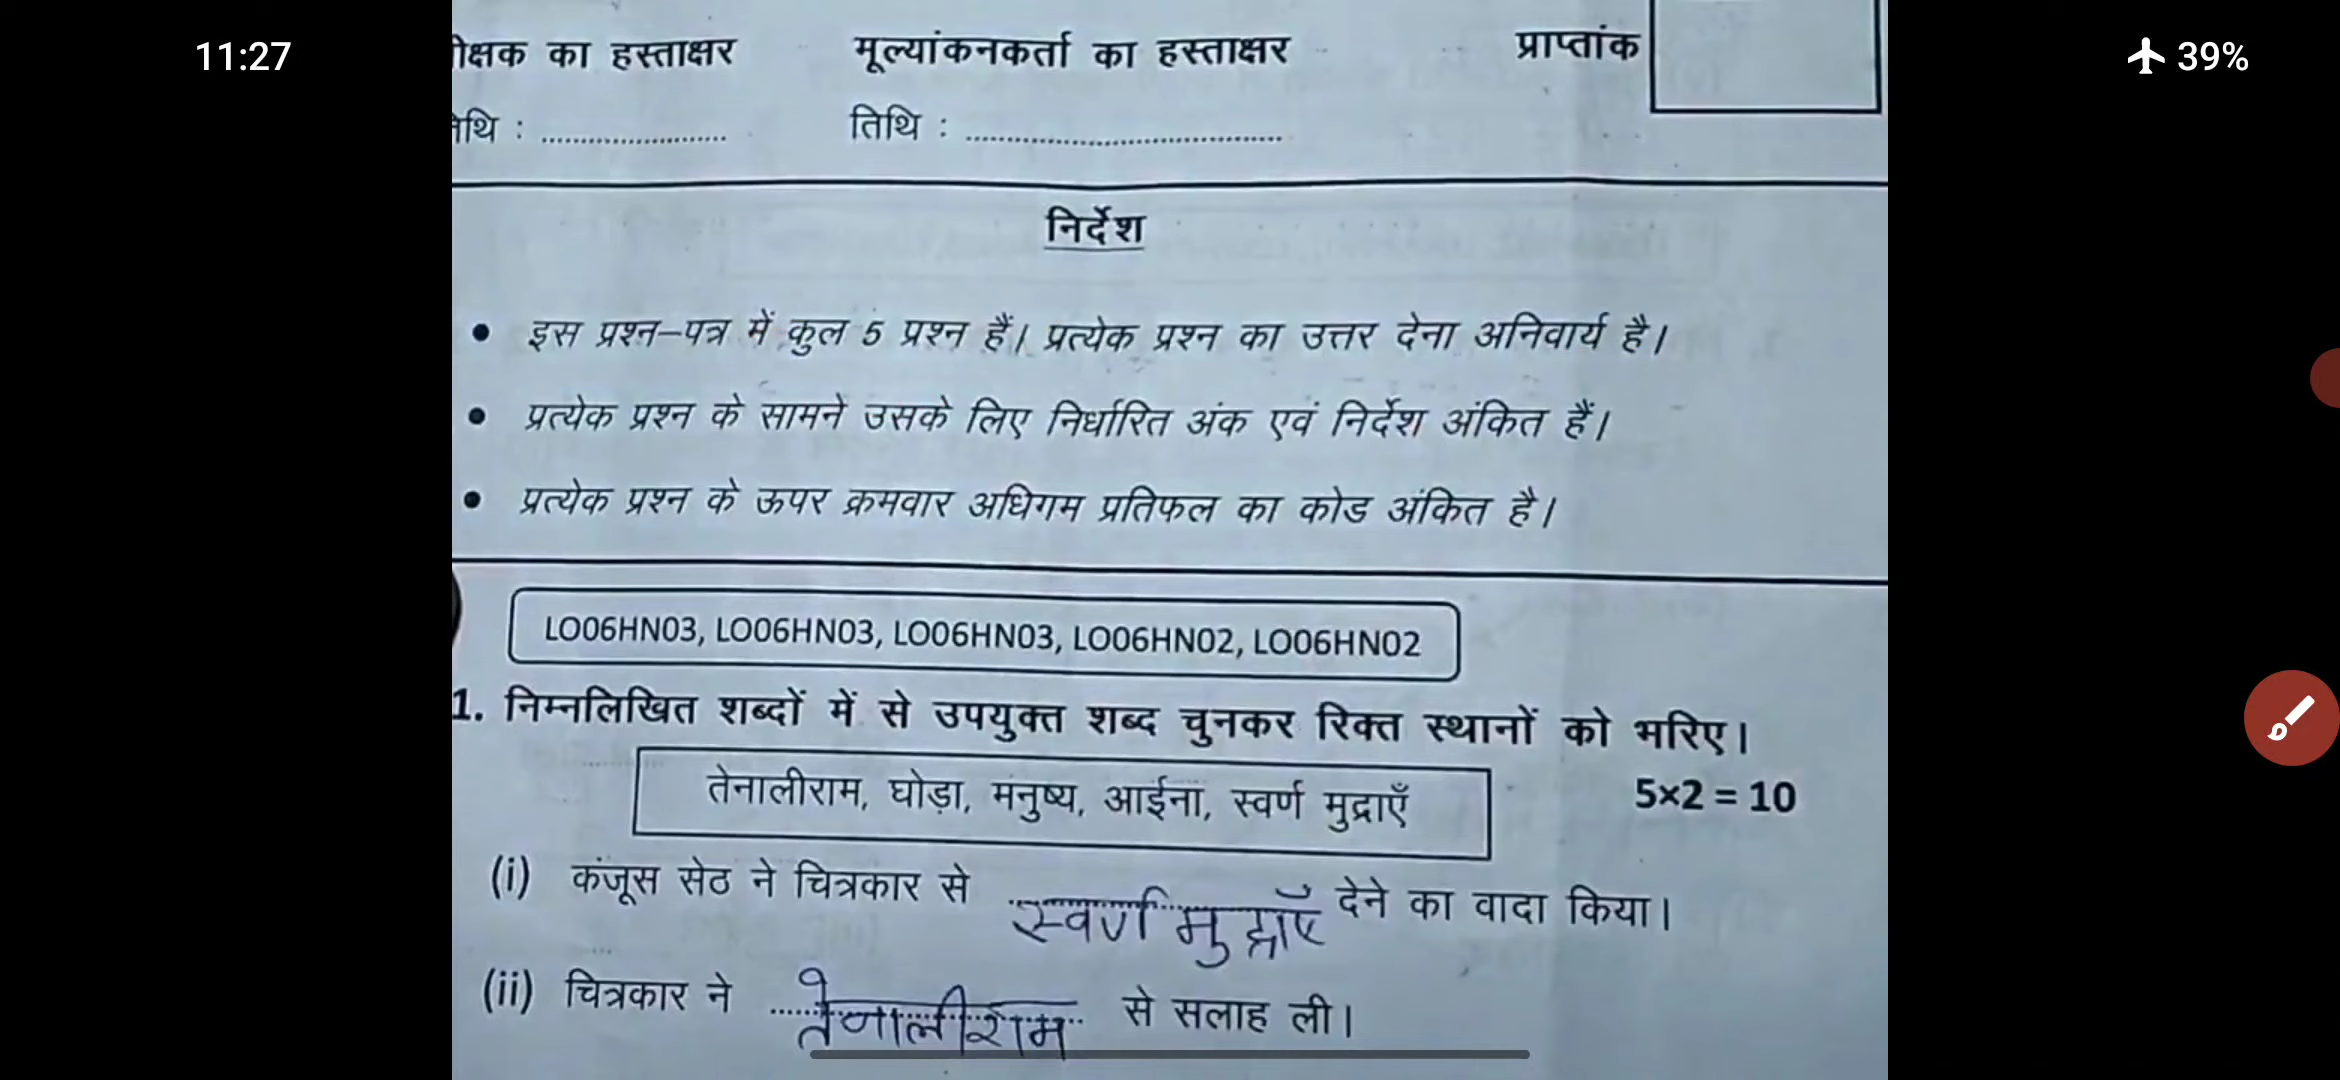 11:27
39%
का हस्ताक्षर मूल्यांकनकर्ता का हस्ताक्षर प्राप्तांक
तिथि :
निर्देश
• इस प्रश्न–पत्र में कुल 5 प्रश्न हैं। प्रत्येक प्रश्न का उत्तर देना अनिवार्य है।
• प्रत्येक प्रश्न के सामने उसके लिए निर्धारित अंक एवं निर्देश अंकित हैं।
• प्रत्येक प्रश्न के ऊपर क्रमवार अधिगम प्रतिफल का कोड अंकित है।
LO06HN03, LO06HN03, LO06HN03, LO06HN02, LO06HN02
1. निम्नलिखित शब्दों में से उपयुक्त शब्द चुनकर रिक्त स्थानों को भरिए।
तेनालीराम, घोड़ा, मनुष्य, आईना, स्वर्ण मुद्राएँ
5×2 = 10
(i) कंजूस सेठ ने चित्रकार से स्वर्ण मुद्राएँ देने का वादा किया।
(ii) चित्रकार ने तेनालीराम से सलाह ली।